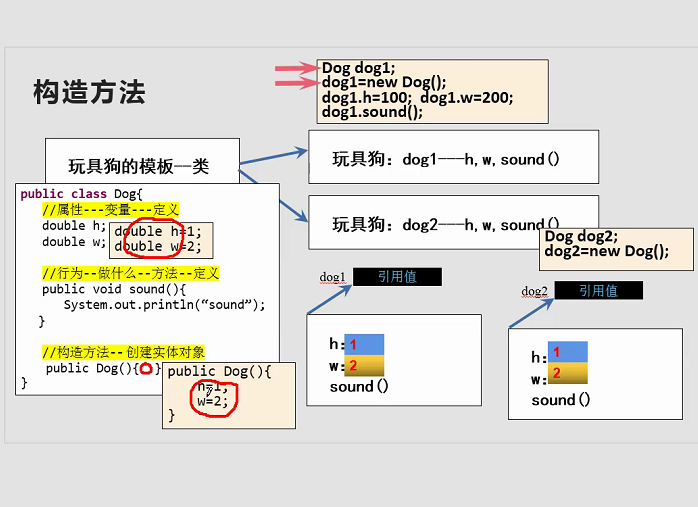 构造方法
Dog dog1;
dog1=new Dog();
dog1.h=100; dog1.w=200;
dog1.sound();
玩具狗的模板--类
玩具狗：dog1---h,w,sound()
玩具狗：dog2---h,w,sound()
Dog dog2;
dog2=new Dog();
public class Dog{
//属性---变量---定义
double h;
double w;
double h=1;
double w=2;
//行为--做什么--方法--定义
public void sound(){
System.out.println(“sound”);
}
//构造方法--创建实体对象
public Dog(){ }
}
public Dog(){
h=1;
w=2;
}
dog1
引用值
h:1
w:2
sound()
dog2
引用值
h:1
w:2
sound()